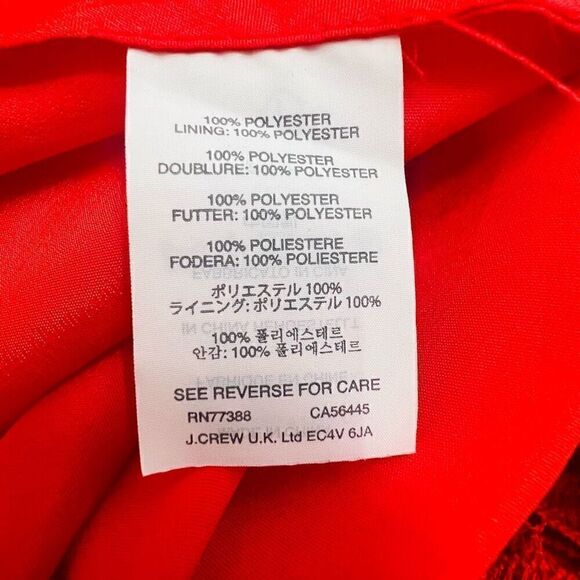 100% POLYESTER
LINING: 100% POLYESTER
100% POLYESTER
DOUBLURE: 100% POLYESTER
100% POLYESTER
FUTTER: 100% POLYESTER
100% POLIESTERE
FODERA: 100% POLIESTERE
ポリエステル 100%
ライニング: ポリエステル 100%
100% 폴리에스테르
안감: 100% 폴리에스테르
SEE REVERSE FOR CARE
RN77388 CA56445
J.CREW U.K. Ltd EC4V 6JA